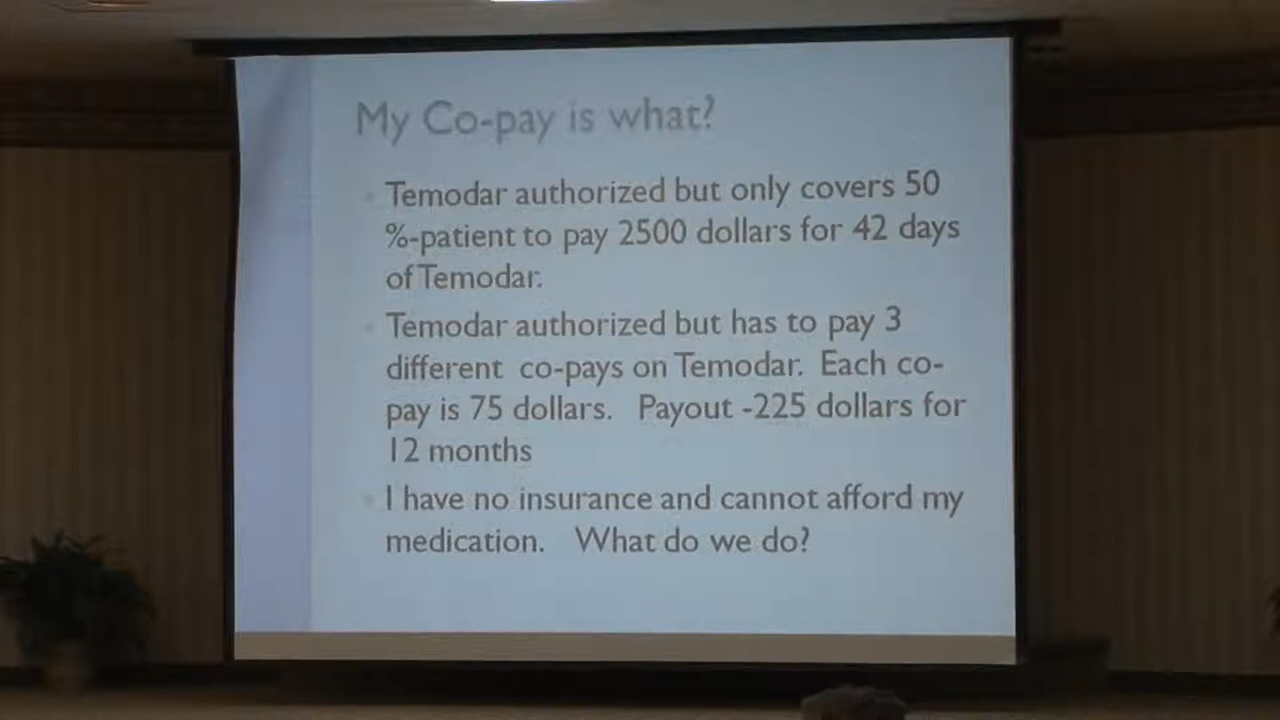 My Co-pay is what?
Temodar authorized but only covers 50
%-patient to pay 2500 dollars for 42 days
of Temodar.
Temodar authorized but has to pay 3
different co-pays on Temodar. Each co-
pay is 75 dollars. Payout -225 dollars for
12 months
I have no insurance and cannot afford my
medication. What do we do?